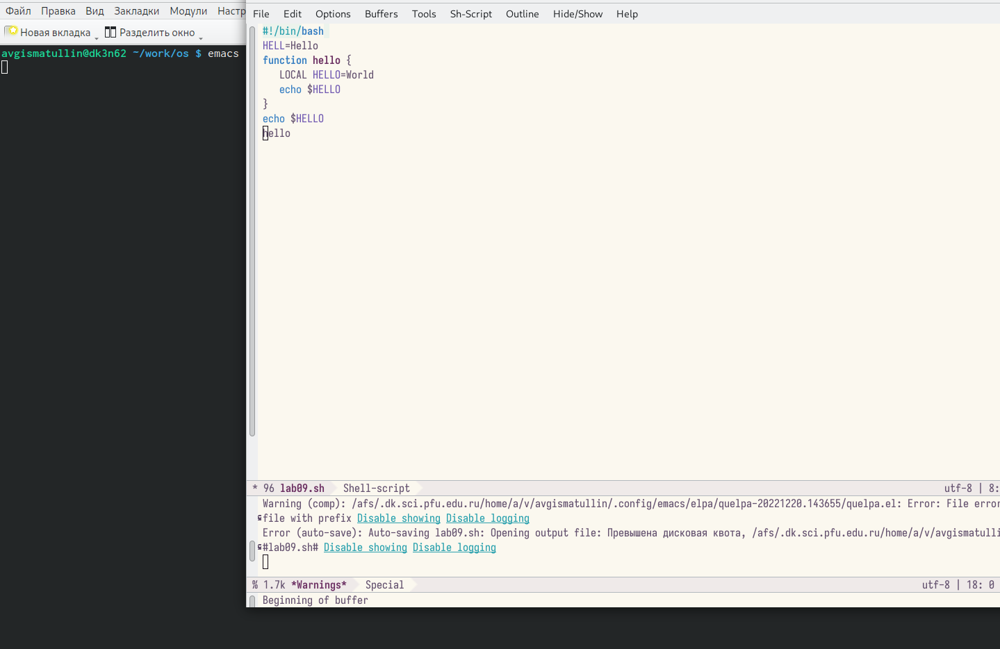 Файл Правка Вид Закладки Модули Настр
Новая вкладка Разделить окно
avgismatullin@dk3n62 ~/work/os $ emacs
File Edit Options Buffers Tools Sh-Script Outline Hide/Show Help
#!/bin/bash
HELL=Hello
function hello {
   LOCAL HELLO=World
   echo $HELLO
}
echo $HELLO
hello
* 96 lab09.sh Shell-script utf-8 | 8:
Warning (comp): /afs/.dk.sci.pfu.edu.ru/home/a/v/avgismatullin/.config/emacs/elpa/quelpa-20221220.143655/quelpa.el: Error: File error
file with prefix Disable showing Disable logging
Error (auto-save): Auto-saving lab09.sh: Opening output file: Превышена дисковая квота, /afs/.dk.sci.pfu.edu.ru/home/a/v/avgismatulli
#lab09.sh# Disable showing Disable logging
% 1.7k *Warnings* Special utf-8 | 18: 0
Beginning of buffer